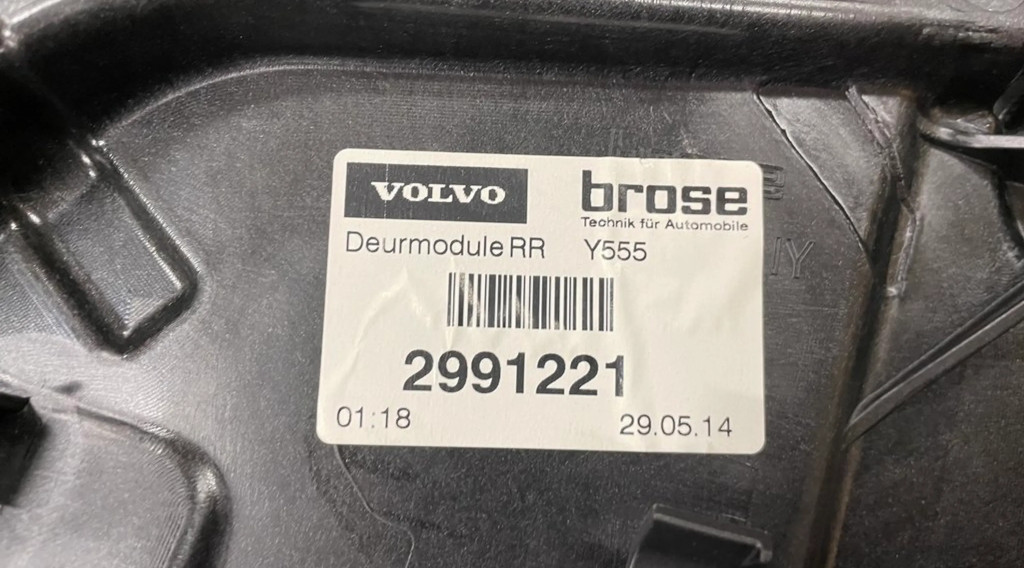 VOLVO
brose
Technik für Automobile
Deurmodule RR Y555
2991221
01:18 29.05.14